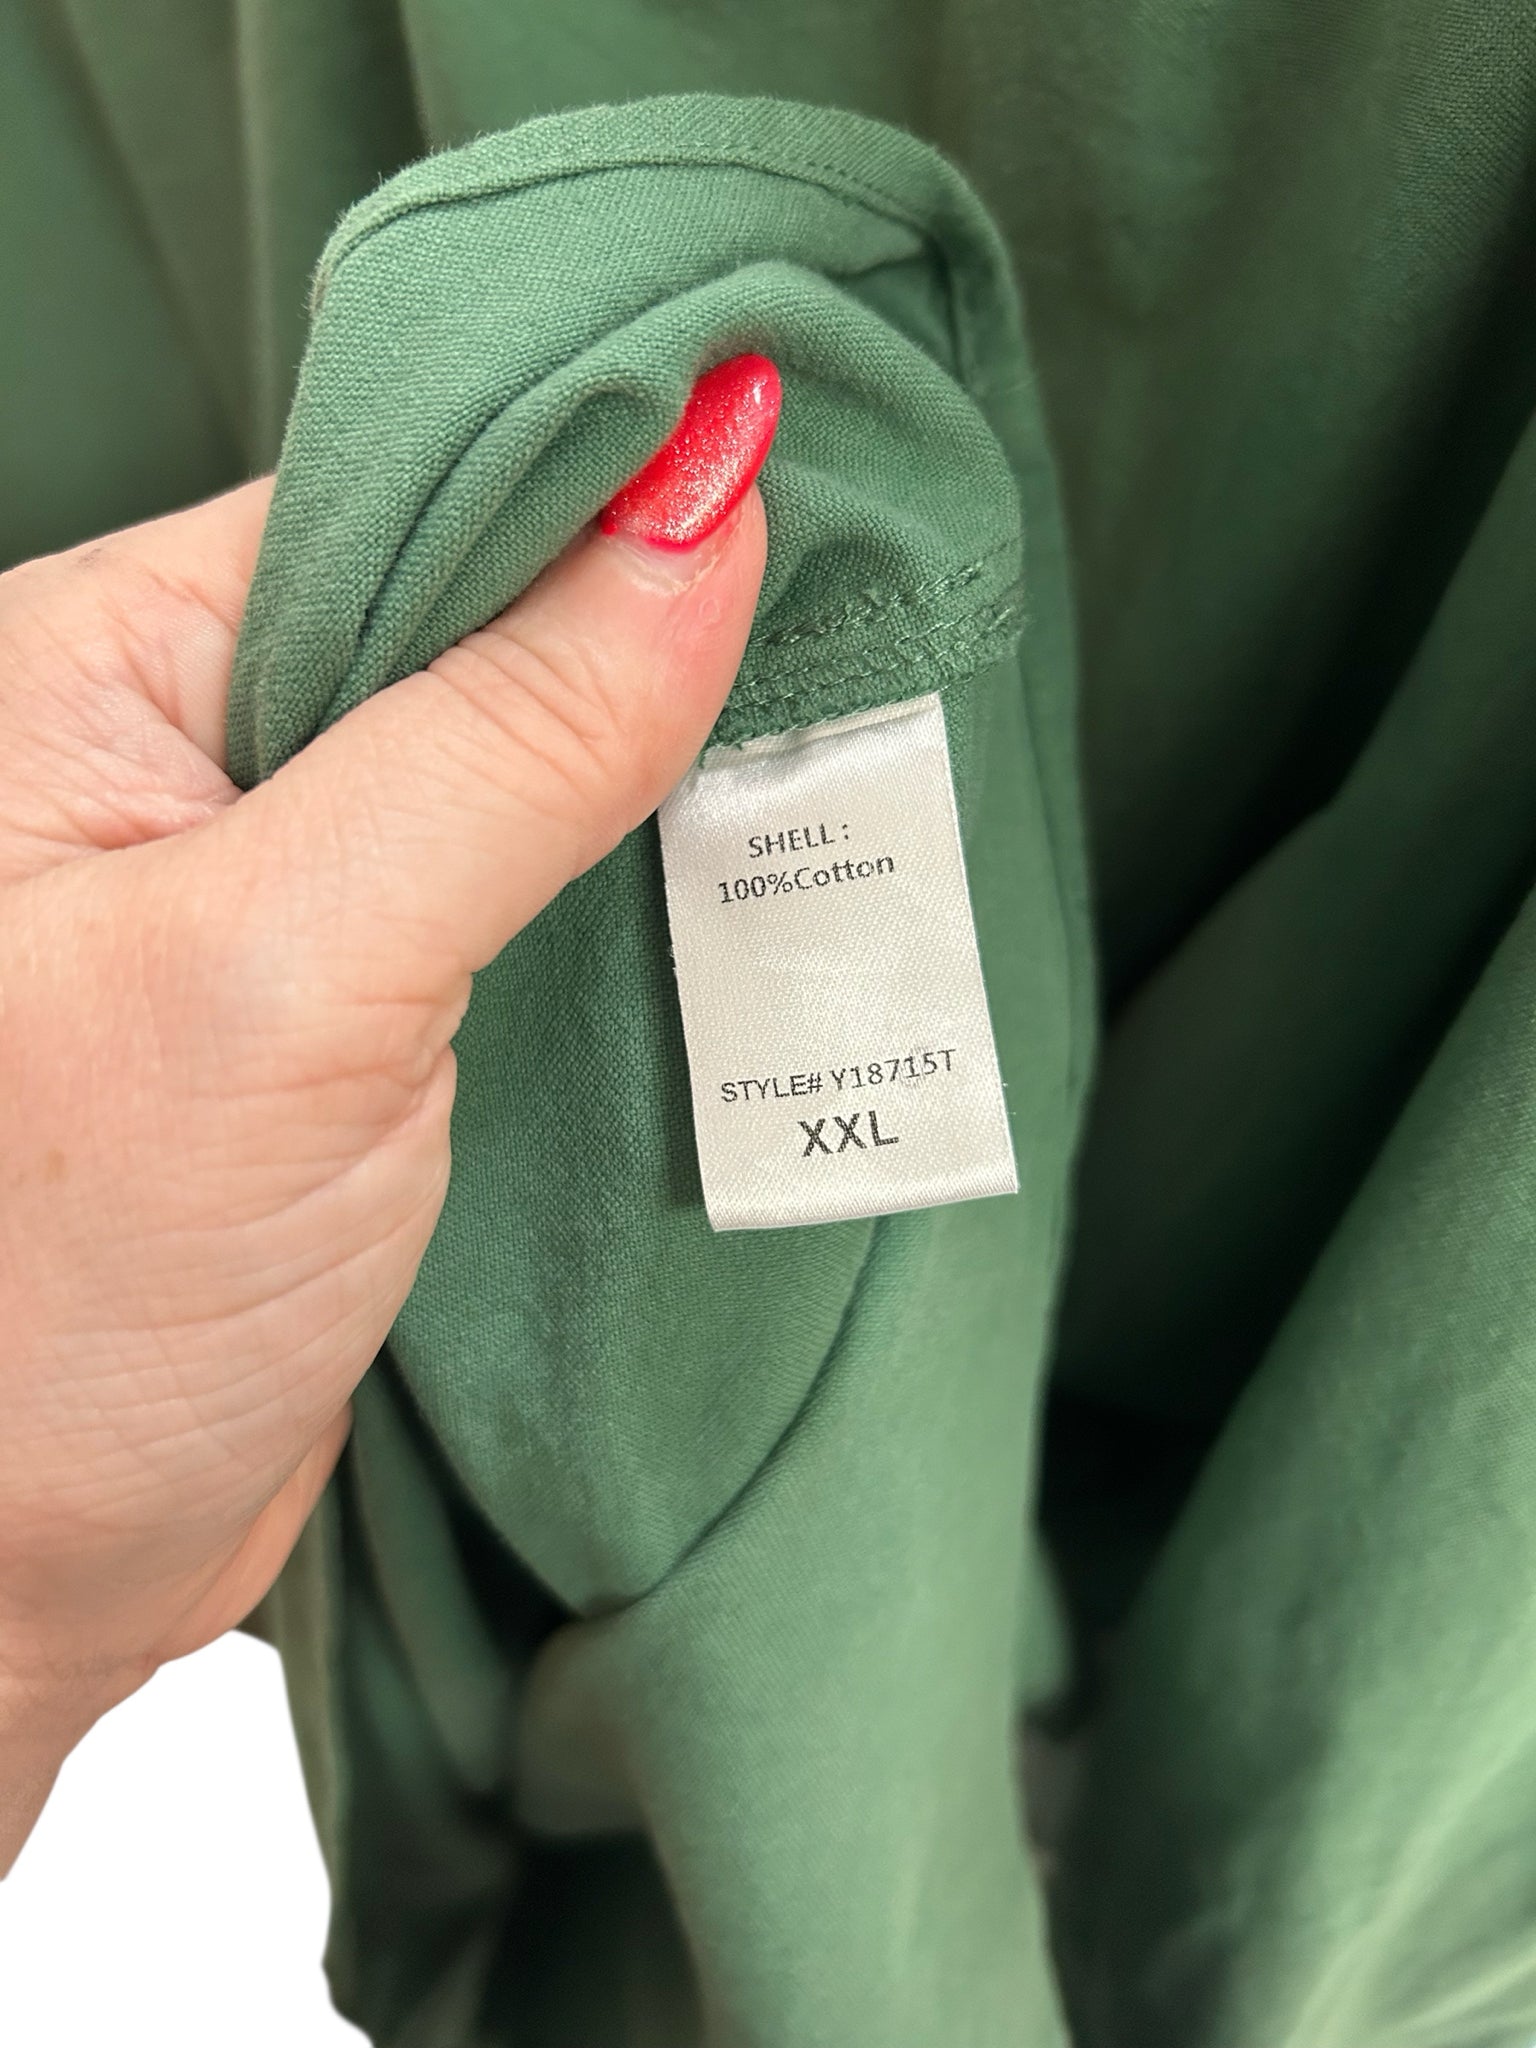 SHELL :
100%Cotton
STYLE# Y18715T
XXL